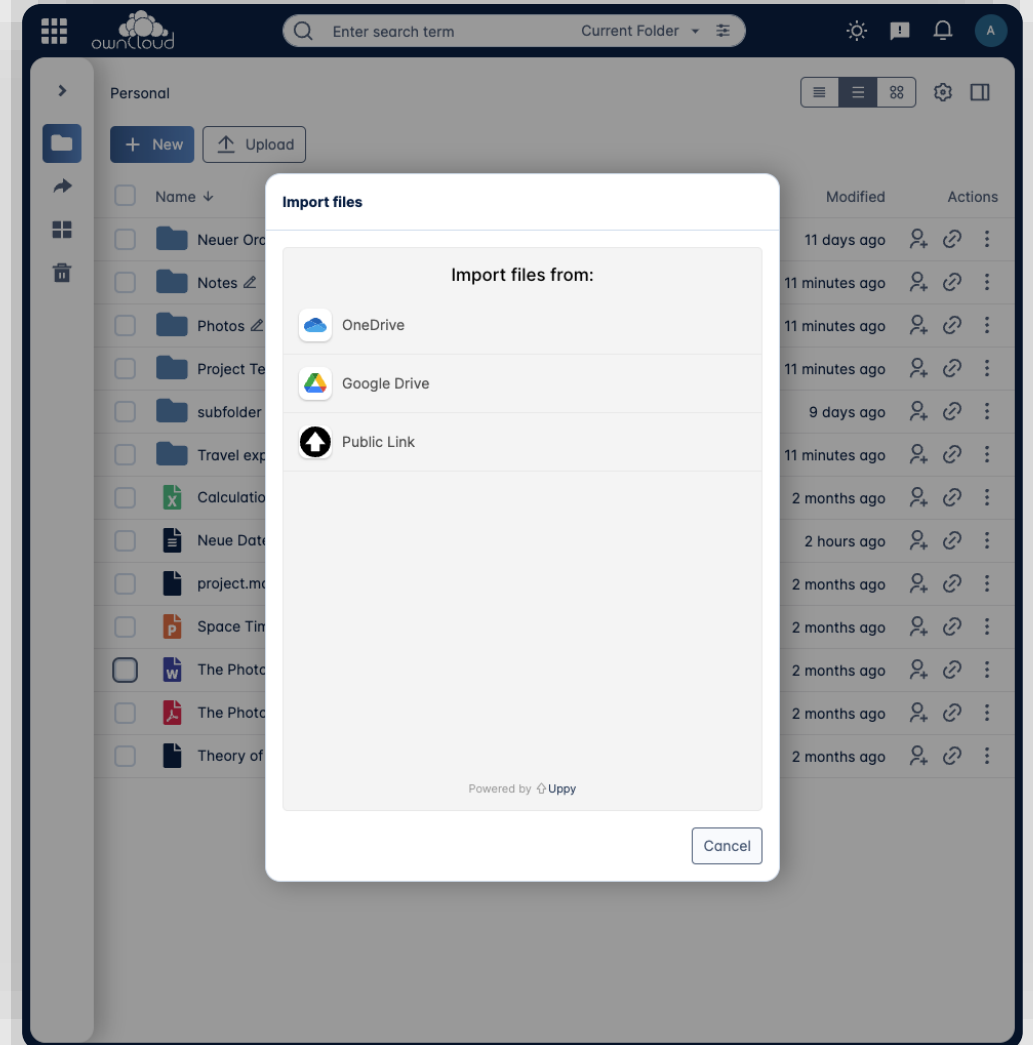 ownCloud
Enter search term
Current Folder
A
Personal
+ New
Upload
Name
Modified
Actions
Import files
Import files from:
OneDrive
Google Drive
Public Link
Powered by Uppy
Cancel
Neuer Ord
11 days ago
Notes
11 minutes ago
Photos
11 minutes ago
Project Te
11 minutes ago
subfolder
9 days ago
Travel exp
11 minutes ago
X
Calculatio
2 months ago
Neue Date
2 hours ago
project.md
2 months ago
P
Space Tim
2 months ago
W
The Photo
2 months ago
The Photo
2 months ago
Theory of
2 months ago